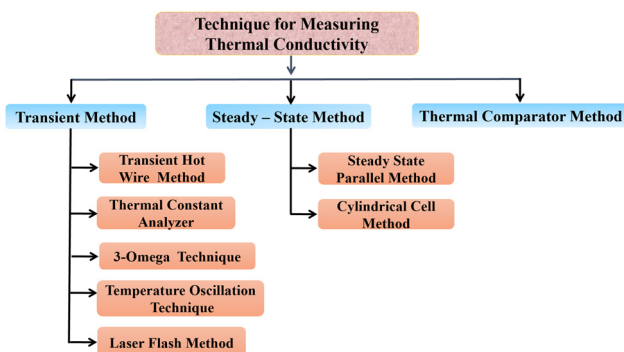 Technique for Measuring
Thermal Conductivity
Transient Method
Steady – State Method
Thermal Comparator Method
Transient Hot
Wire Method
Thermal Constant
Analyzer
3-Omega Technique
Temperature Oscillation
Technique
Laser Flash Method
Steady State
Parallel Method
Cylindrical Cell
Method